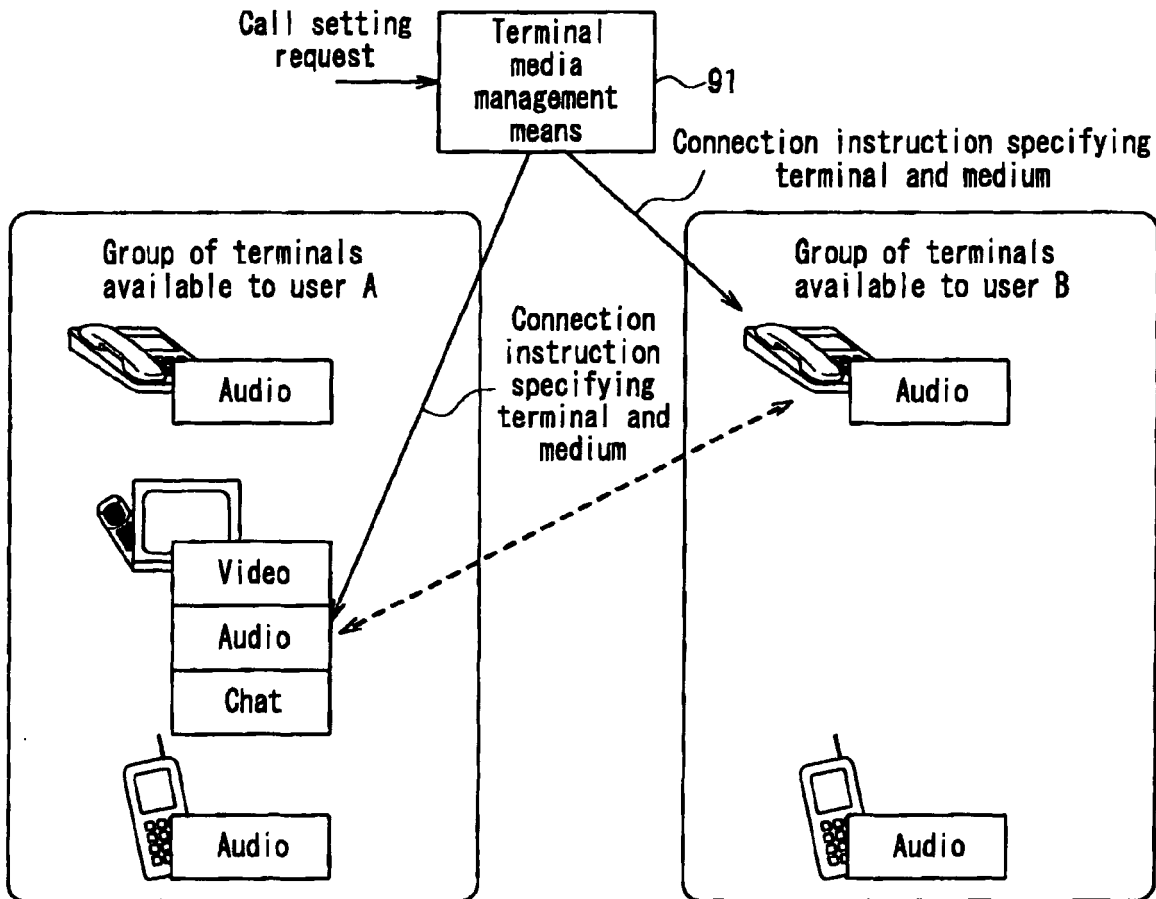 Call setting
request
Terminal
media
management
means
91
Connection instruction specifying
terminal and medium
Group of terminals
available to user A
Group of terminals
available to user B
Connection
instruction
specifying
terminal and
medium
Audio
Audio
Video
Audio
Chat
Audio
Audio